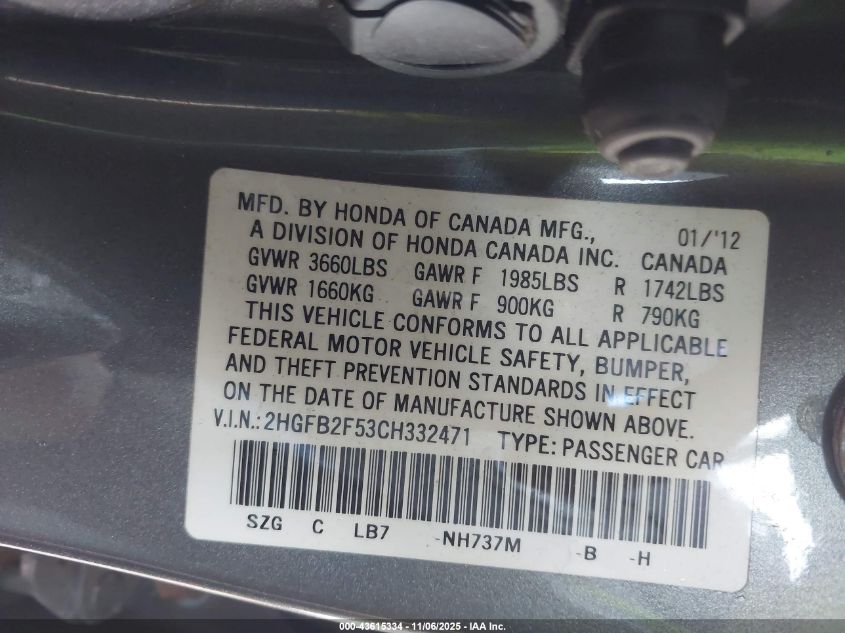 MFD. BY HONDA OF CANADA MFG., 01/'12
A DIVISION OF HONDA CANADA INC. CANADA
GVWR 3660LBS GAWR F 1985LBS R 1742LBS
GVWR 1660KG GAWR F 900KG R 790KG
THIS VEHICLE CONFORMS TO ALL APPLICABLE
FEDERAL MOTOR VEHICLE SAFETY, BUMPER,
AND THEFT PREVENTION STANDARDS IN EFFECT
ON THE DATE OF MANUFACTURE SHOWN ABOVE.
V.I.N.: 2HGFB2F53CH332471 TYPE: PASSENGER CAR
SZG C LB7 -NH737M -B -H
000-43615334 - 11/06/2025 - IAA Inc.